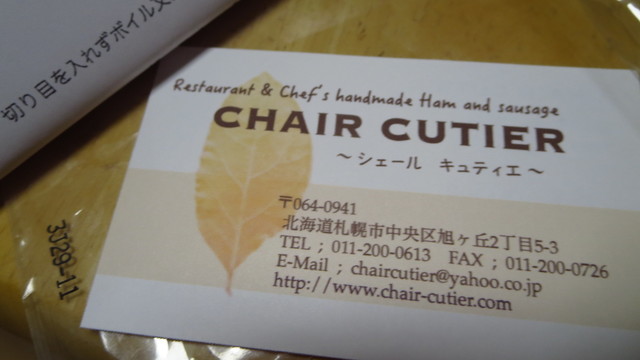 切り目を入れずボイル又
Restaurant & Chef's handmade Ham and sausage
CHAIR CUTIER
～シェール キュティエ～
〒064-0941
北海道札幌市中央区旭ヶ丘2丁目5-3
TEL ; 011-200-0613 FAX ; 011-200-0726
E-Mail ; chaircutier@yahoo.co.jp
http://www.chair-cutier.com